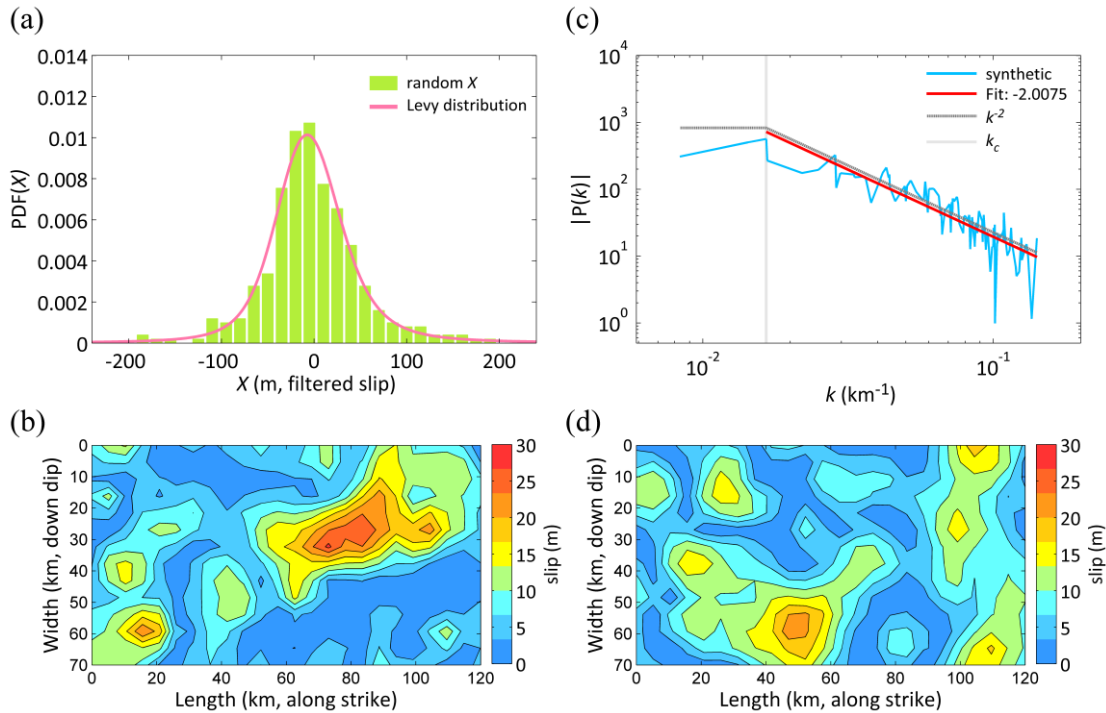 (a)
0.014
0.012
0.01
0.008
0.006
0.004
0.002
0
PDF(X)
random X
Levy distribution
-200 -100 0 100 200
X (m, filtered slip)
(c)
10^4
10^3
10^2
10^1
10^0
|P(k)|
synthetic
Fit: -2.0075
k^-2
k_c
10^-2 10^-1
k (km^-1)
(b)
0
10
20
30
40
50
60
70
Width (km, down dip)
0 20 40 60 80 100 120
Length (km, along strike)
30
25
20
15
10
5
0
slip (m)
(d)
0
10
20
30
40
50
60
70
Width (km, down dip)
0 20 40 60 80 100 120
Length (km, along strike)
30
25
20
15
10
5
0
slip (m)